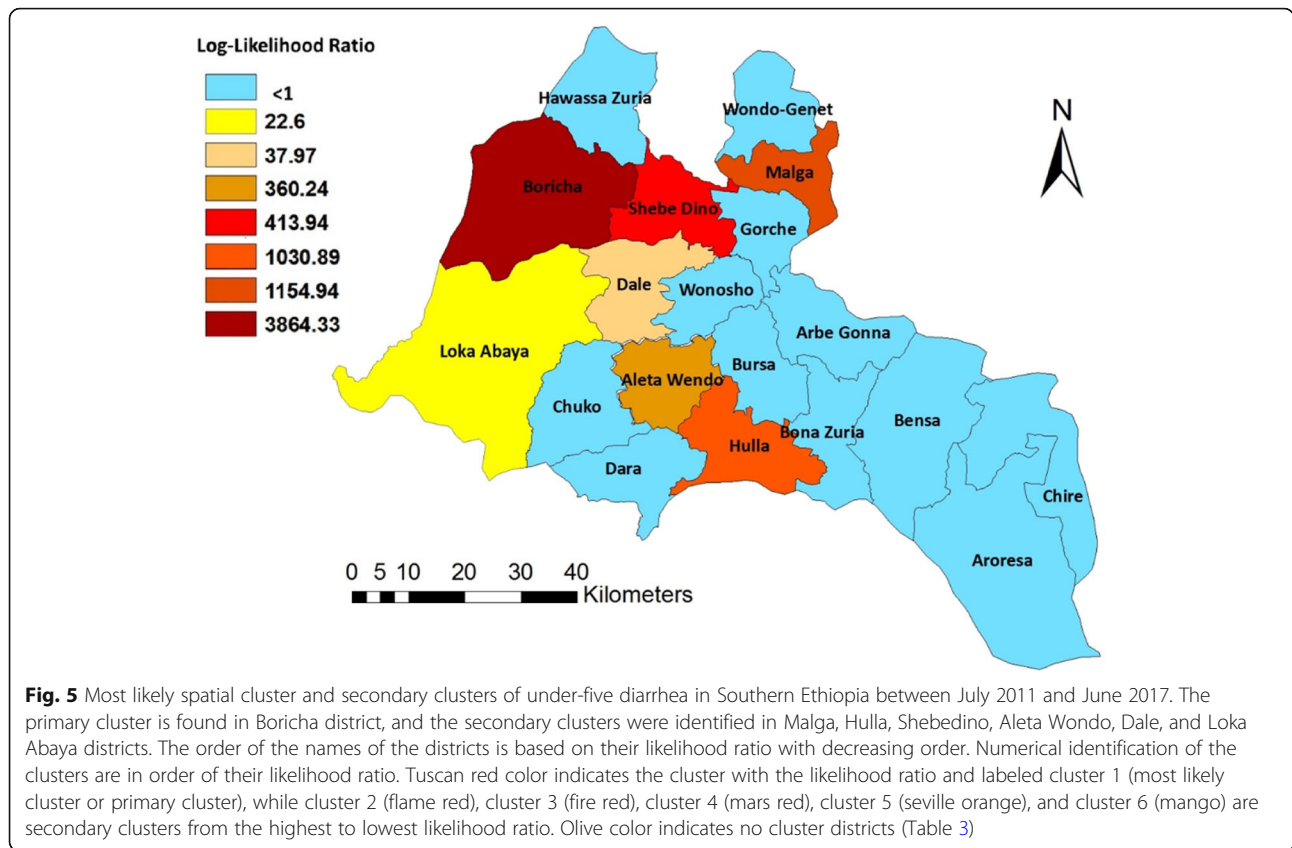 Log-Likelihood Ratio
<1
22.6
37.97
360.24
413.94
1030.89
1154.94
3864.33
Hawassa Zuria
Wondo-Genet
N
Malga
Boricha
Shebe Dino
Gorche
Dale
Wonosho
Arbe Gonna
Loka Abaya
Bursa
Aleta Wendo
Chuko
Bensa
Bona Zuria
Hulla
Dara
Chire
Aroresa
0 5 10 20 30 40
Kilometers
Fig. 5 Most likely spatial cluster and secondary clusters of under-five diarrhea in Southern Ethiopia between July 2011 and June 2017. The
primary cluster is found in Boricha district, and the secondary clusters were identified in Malga, Hulla, Shebedino, Aleta Wondo, Dale, and Loka
Abaya districts. The order of the names of the districts is based on their likelihood ratio with decreasing order. Numerical identification of the
clusters are in order of their likelihood ratio. Tuscan red color indicates the cluster with the likelihood ratio and labeled cluster 1 (most likely
cluster or primary cluster), while cluster 2 (flame red), cluster 3 (fire red), cluster 4 (mars red), cluster 5 (seville orange), and cluster 6 (mango) are
secondary clusters from the highest to lowest likelihood ratio. Olive color indicates no cluster districts (Table 3)